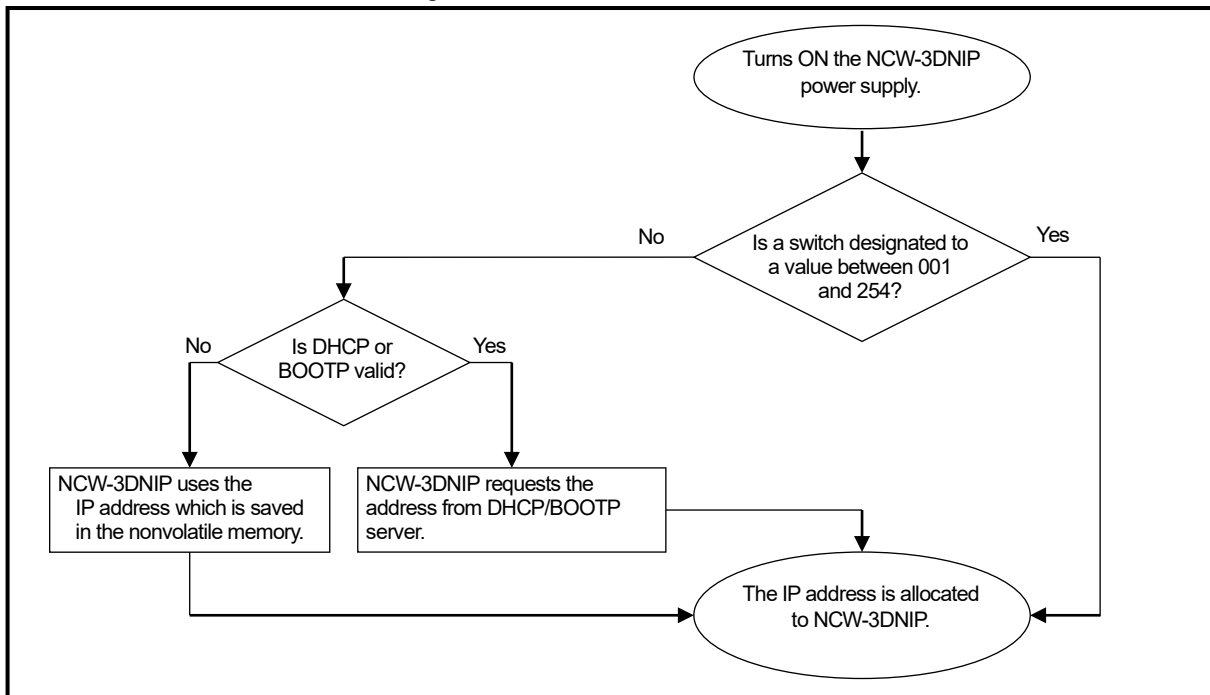 Turns ON the NCW-3DNIP
power supply.
No
Yes
Is a switch designated to
a value between 001
and 254?
No
Yes
Is DHCP or
BOOTP valid?
NCW-3DNIP uses the
IP address which is saved
in the nonvolatile memory.
NCW-3DNIP requests the
address from DHCP/BOOTP
server.
The IP address is allocated
to NCW-3DNIP.